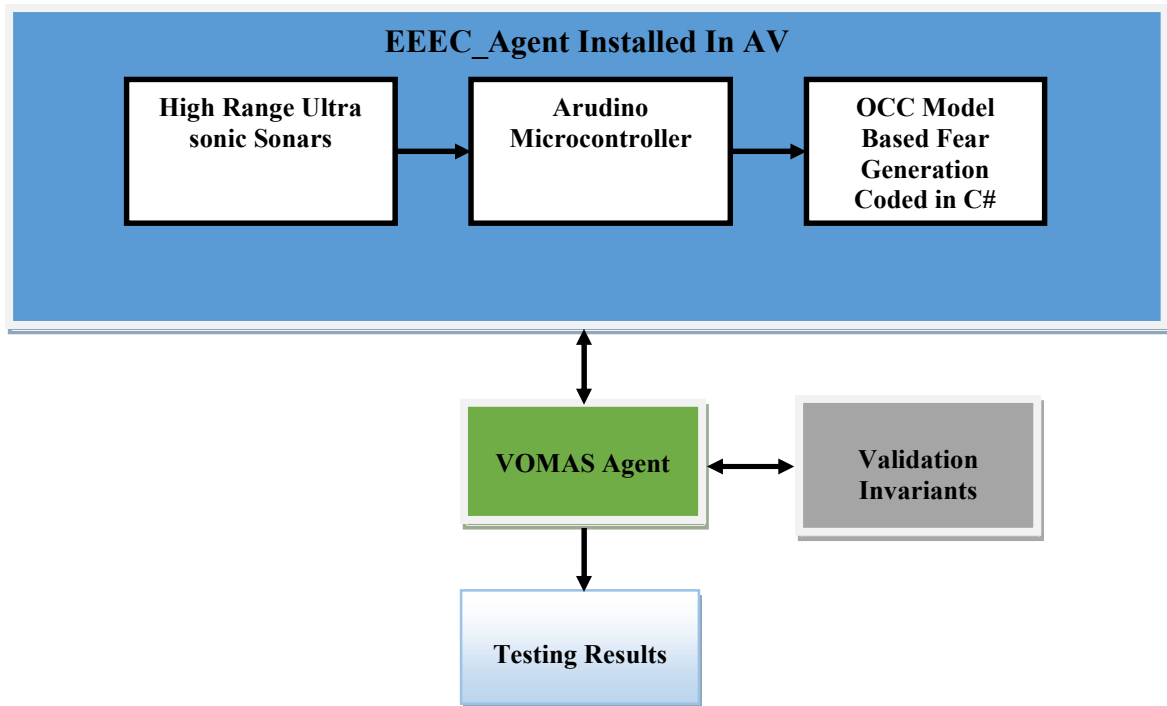 EEEC_Agent Installed In AV
High Range Ultra
sonic Sonars
Arudino
Microcontroller
OCC Model
Based Fear
Generation
Coded in C#
VOMAS Agent
Validation
Invariants
Testing Results